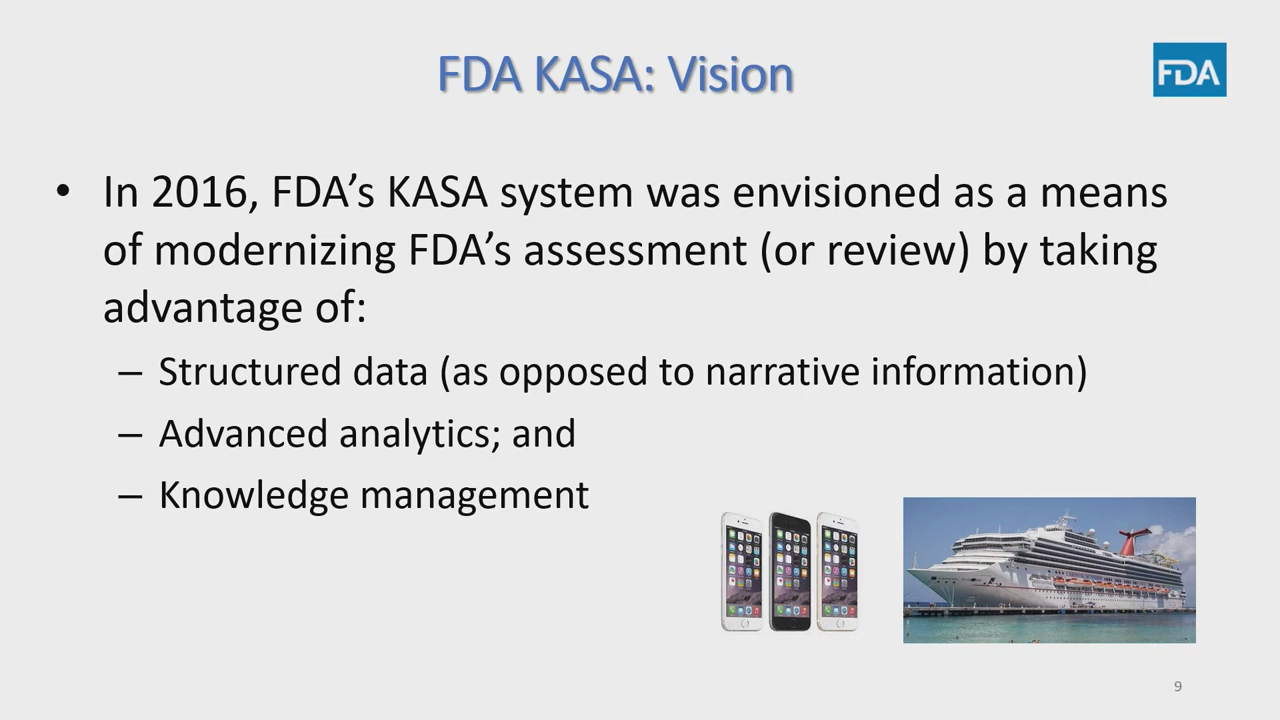 FDA KASA: Vision
FDA
• In 2016, FDA’s KASA system was envisioned as a means
of modernizing FDA’s assessment (or review) by taking
advantage of:
– Structured data (as opposed to narrative information)
– Advanced analytics; and
– Knowledge management
9